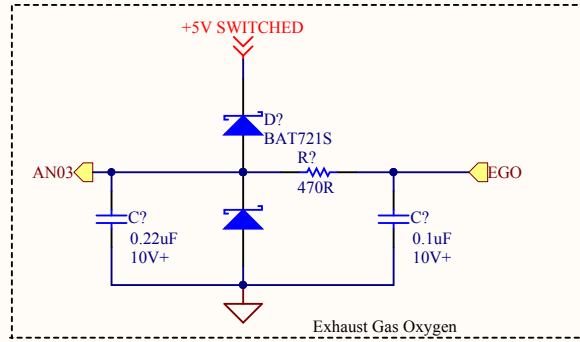 +5V SWITCHED
D?
BAT721S
R?
470R
AN03
EGO
C?
0.22uF
10V+
C?
0.1uF
10V+
Exhaust Gas Oxygen